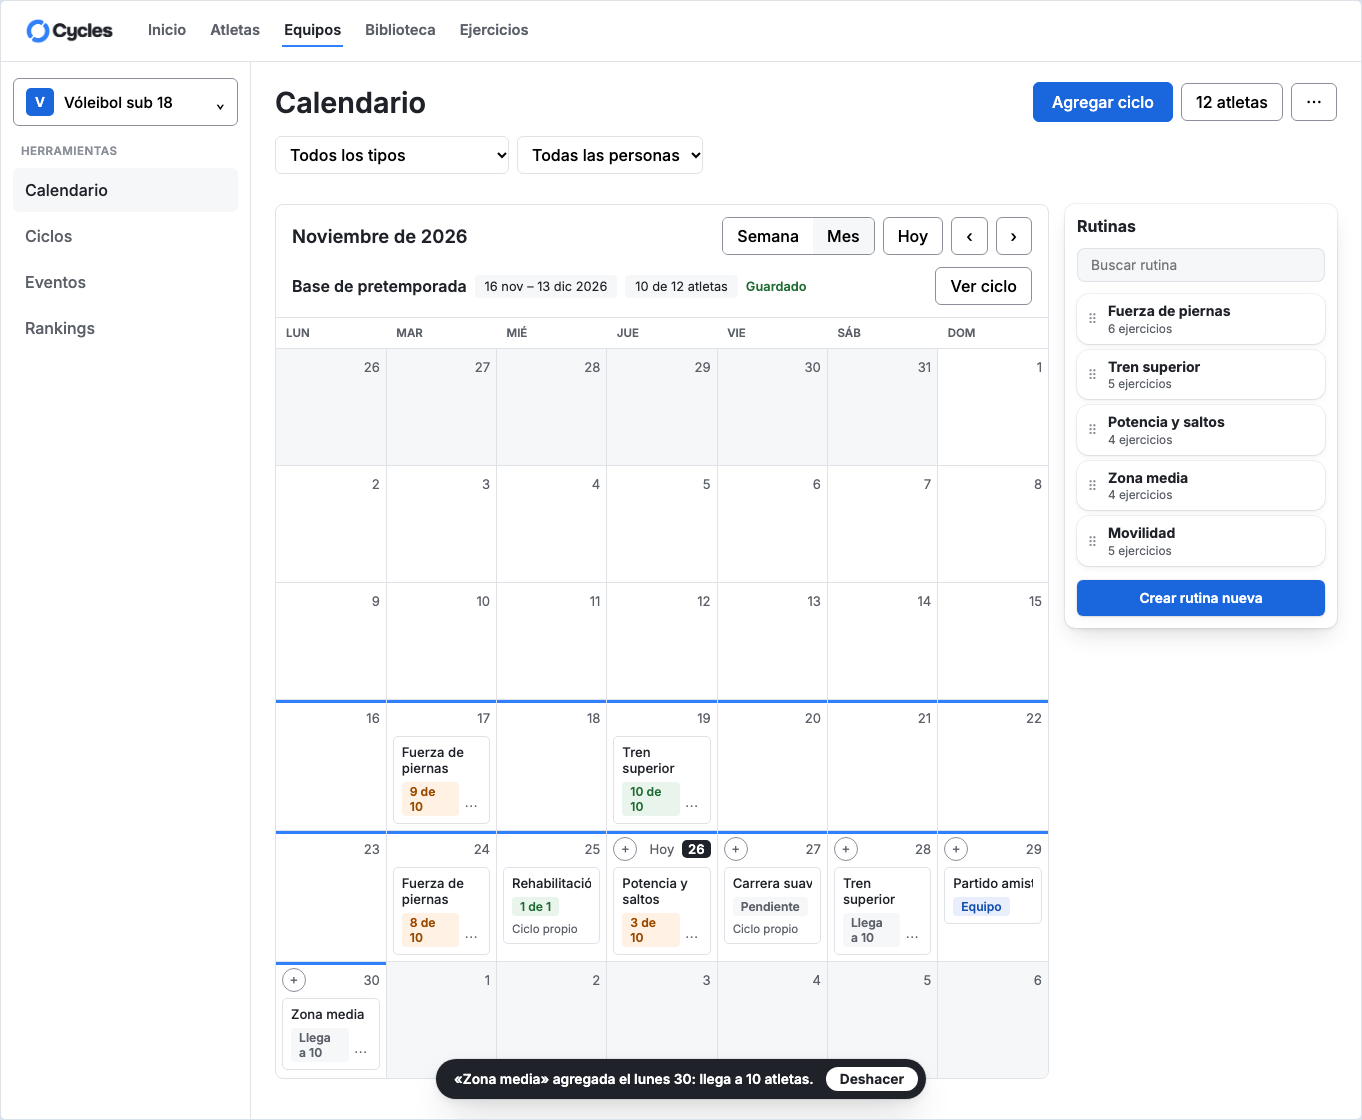 Cycles
Inicio
Atletas
Equipos
Biblioteca
Ejercicios
V
Vóleibol sub 18
HERRAMIENTAS
Calendario
Ciclos
Eventos
Rankings
Calendario
Agregar ciclo
12 atletas
...
Todos los tipos
Todas las personas
Noviembre de 2026
Semana
Mes
Hoy
‹
›
Base de pretemporada
16 nov – 13 dic 2026
10 de 12 atletas
Guardado
Ver ciclo
LUN
MAR
MIÉ
JUE
VIE
SÁB
DOM
26
27
28
29
30
31
1
2
3
4
5
6
7
8
9
10
11
12
13
14
15
16
17
Fuerza de
piernas
9 de
10
...
18
19
Tren
superior
10 de
10
...
20
21
22
23
24
Fuerza de
piernas
8 de
10
...
25
Rehabilitació
1 de 1
Ciclo propio
+
Hoy
26
Potencia y
saltos
3 de
10
...
+
27
Carrera suav
Pendiente
Ciclo propio
+
28
Tren
superior
Llega
a 10
...
+
29
Partido amist
Equipo
+
30
Zona media
Llega
a 10
...
1
2
3
4
5
6
Rutinas
Buscar rutina
Fuerza de piernas
6 ejercicios
Tren superior
5 ejercicios
Potencia y saltos
4 ejercicios
Zona media
4 ejercicios
Movilidad
5 ejercicios
Crear rutina nueva
«Zona media» agregada el lunes 30: llega a 10 atletas.
Deshacer